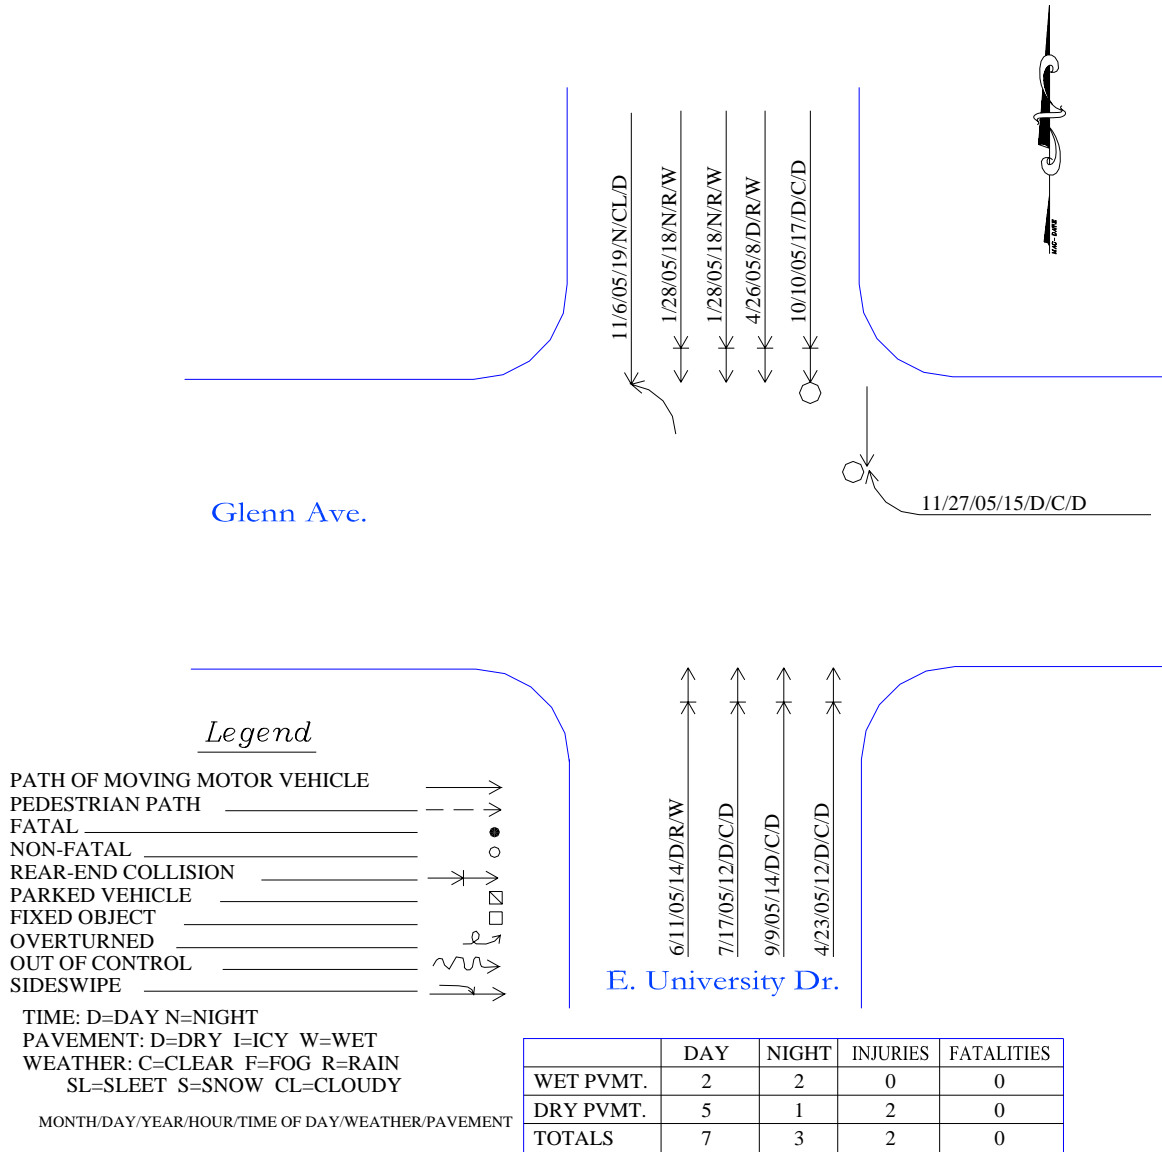 11/6/05/19/N/CL/D
1/28/05/18/N/R/W
1/28/05/18/N/R/W
4/26/05/8/D/R/W
10/10/05/17/D/C/D
11/27/05/15/D/C/D
Glenn Ave.
6/11/05/14/D/R/W
7/17/05/12/D/C/D
9/9/05/14/D/C/D
4/23/05/12/D/C/D
E. University Dr.
Legend
PATH OF MOVING MOTOR VEHICLE
PEDESTRIAN PATH
FATAL
NON-FATAL
REAR-END COLLISION
PARKED VEHICLE
FIXED OBJECT
OVERTURNED
OUT OF CONTROL
SIDESWIPE
TIME: D=DAY N=NIGHT
PAVEMENT: D=DRY I=ICY W=WET
WEATHER: C=CLEAR F=FOG R=RAIN
SL=SLEET S=SNOW CL=CLOUDY
MONTH/DAY/YEAR/HOUR/TIME OF DAY/WEATHER/PAVEMENT
DAY NIGHT INJURIES FATALITIES
WET PVMT. 2 2 0 0
DRY PVMT. 5 1 2 0
TOTALS 7 3 2 0